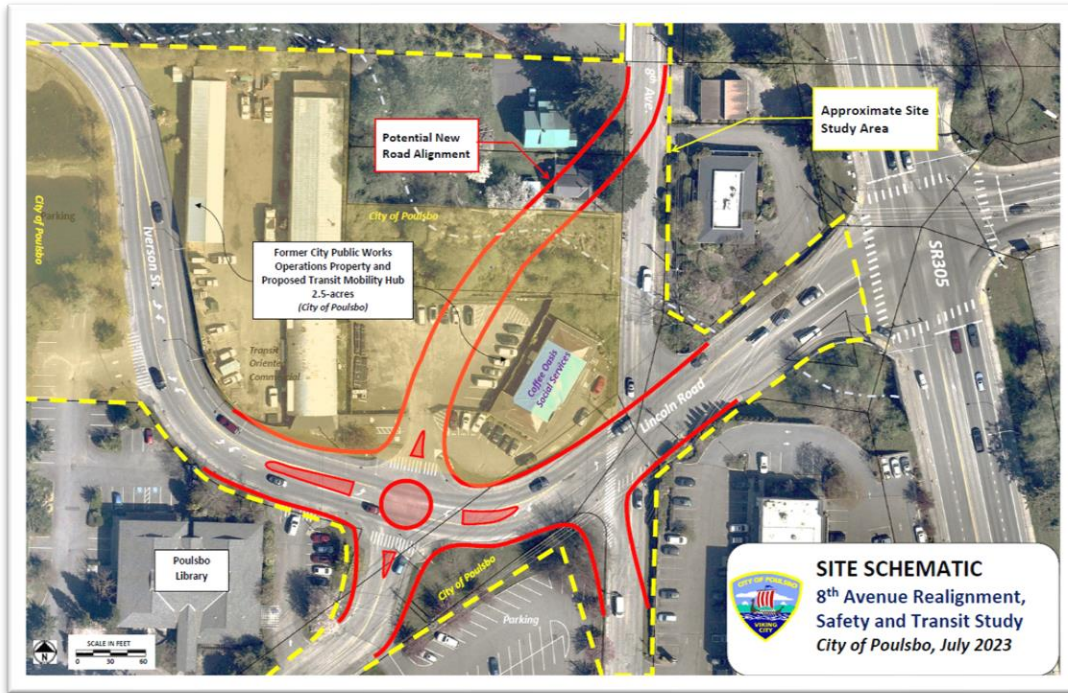 8th Ave.
Approximate Site
Study Area
Potential New
Road Alignment
City of Poulsbo
Parking
City of Poulsbo
Iverson St.
Former City Public Works
Operations Property and
Proposed Transit Mobility Hub
2.5-acres
(City of Poulsbo)
SR305
Transit
Oriented
Commercial
Coffee Oasis
Social Services
Lincoln Road
Poulsbo
Library
City of Poulsbo
Parking
N
SCALE IN FEET
0 30 60
CITY OF POULSBO
VIKING
CITY
SITE SCHEMATIC
8th Avenue Realignment,
Safety and Transit Study
City of Poulsbo, July 2023